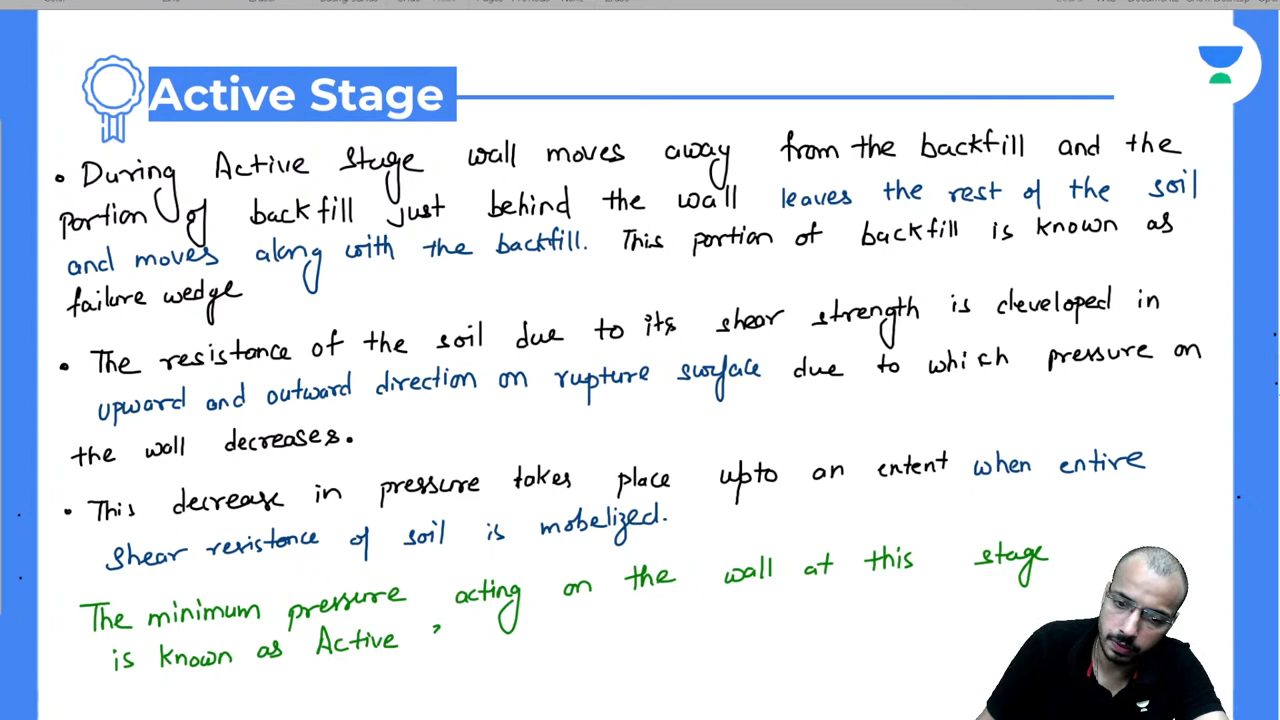 Active Stage
• During Active stage wall moves away from the backfill and the
portion of backfill just behind the wall leaves the rest of the soil
and moves along with the backfill. This portion of backfill is known as
failure wedge
• The resistance of the soil due to its shear strength is developed in
upward and outward direction on rupture surface due to which pressure on
the wall decreases.
• This decrease in pressure takes place upto an extent when entire
shear resistance of soil is mobelized.
The minimum pressure acting on the wall at this stage
is known as Active